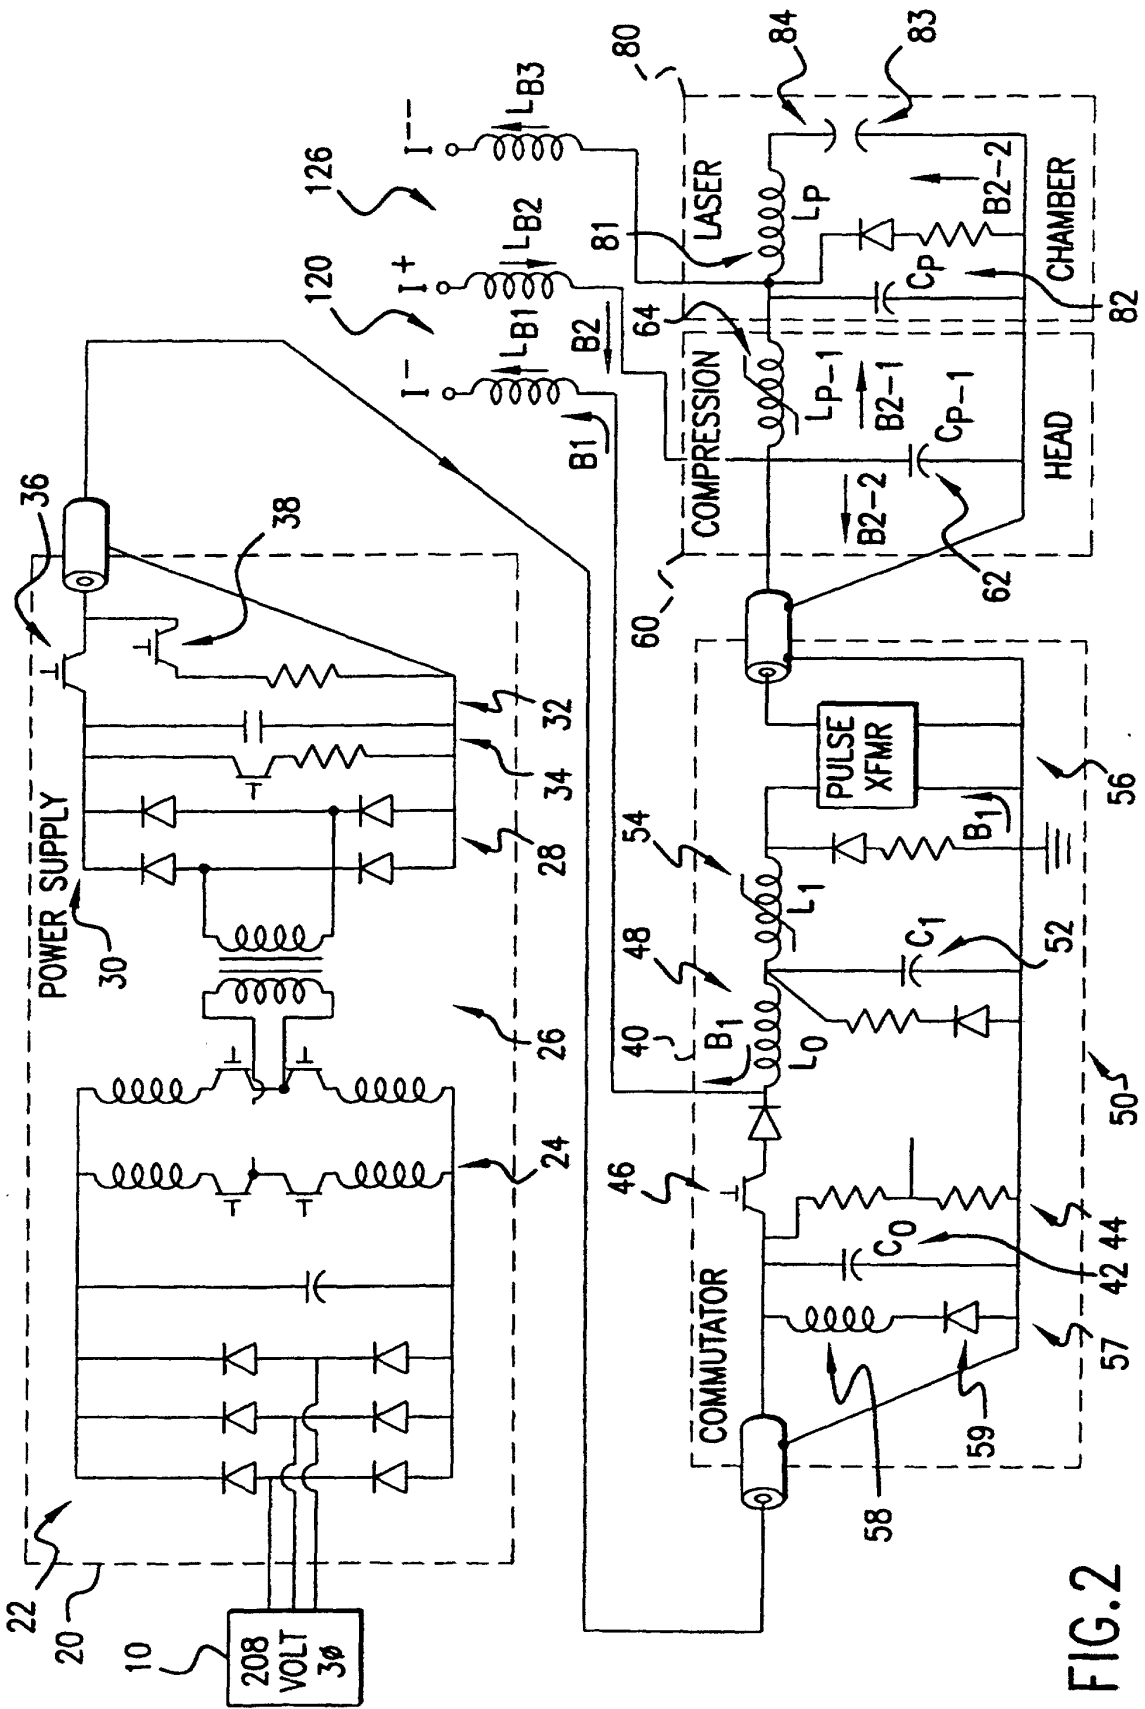 22
20
10
208
VOLT
3ø
POWER SUPPLY
30
24
26
28
34
32
36
38
120
126
I-
I+
I--
LB1
LB2
LB3
B1
B2
COMMUTATOR
40
46
48
54
B1
L0
L1
C0
C1
PULSE
XFMR
B1
58
59
57
42
44
50
52
56
60
COMPRESSION
HEAD
64
LP-1
B2-1
B2-2
CP-1
62
80
LASER
CHAMBER
81
LP
CP
82
B2-2
84
83
FIG.2